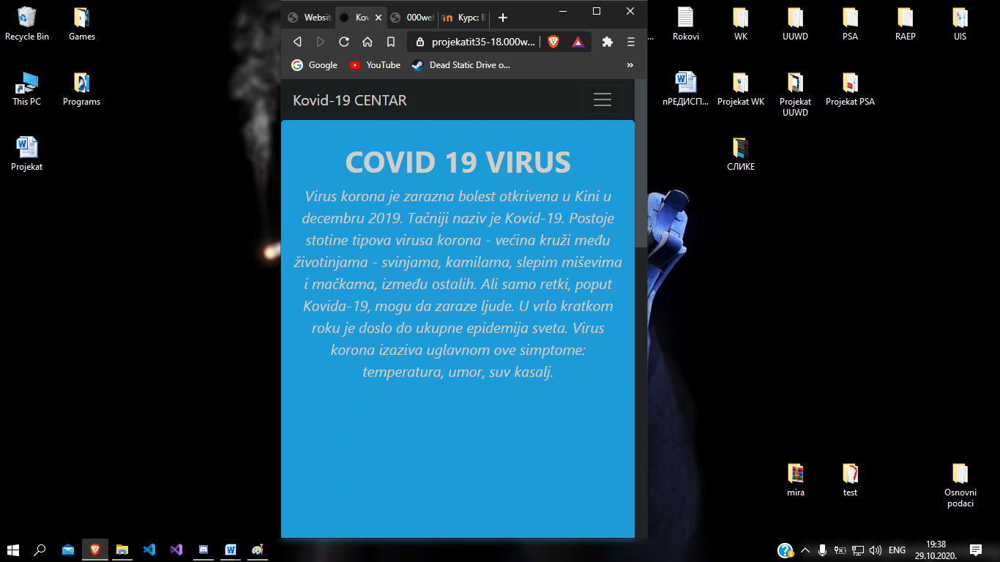 Recycle Bin
Games
This PC
Programs
Projekat
Websit
Kov
000wel
Курс: В
projekatit35-18.000w...
Google
YouTube
Dead Static Drive o...
»
Kovid-19 CENTAR
COVID 19 VIRUS
Virus korona je zarazna bolest otkrivena u Kini u
decembru 2019. Tačniji naziv je Kovid-19. Postoje
stotine tipova virusa korona - većina kruži među
životinjama - svinjama, kamilama, slepim miševima
i mačkama, između ostalih. Ali samo retki, poput
Kovida-19, mogu da zaraze ljude. U vrlo kratkom
roku je doslo do ukupne epidemija sveta. Virus
korona izaziva uglavnom ove simptome:
temperatura, umor, suv kasalj.
...
Rokovi
WK
UUWD
PSA
RAEP
UIS
пРЕДИСП...
Projekat WK
Projekat
UUWD
Projekat PSA
СЛИКЕ
mira
test
Osnovni
podaci
ENG
19:38
29.10.2020.